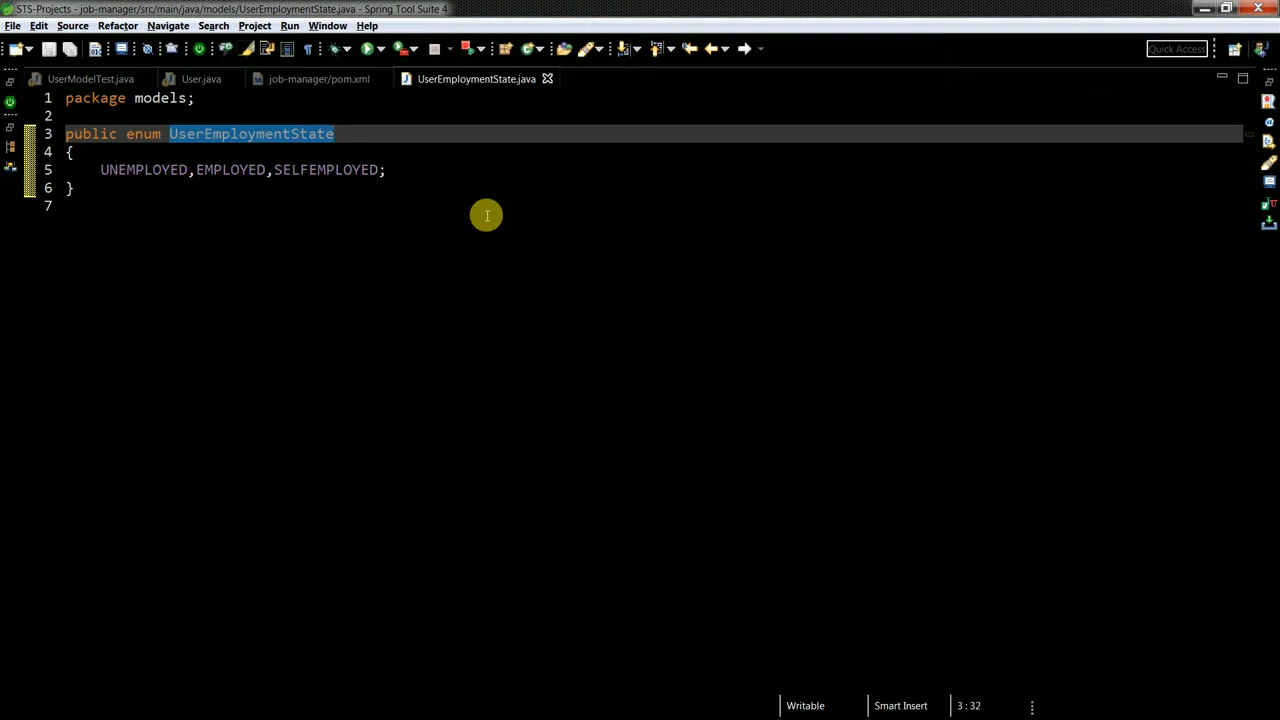 STS-Projects - job-manager/src/main/java/models/UserEmploymentState.java - Spring Tool Suite 4
File Edit Source Refactor Navigate Search Project Run Window Help
Quick Access
UserModelTest.java User.java job-manager/pom.xml UserEmploymentState.java
1 package models;
2
3 public enum UserEmploymentState
4 {
5 UNEMPLOYED,EMPLOYED,SELFEMPLOYED;
6 }
7
Writable Smart Insert 3 : 32